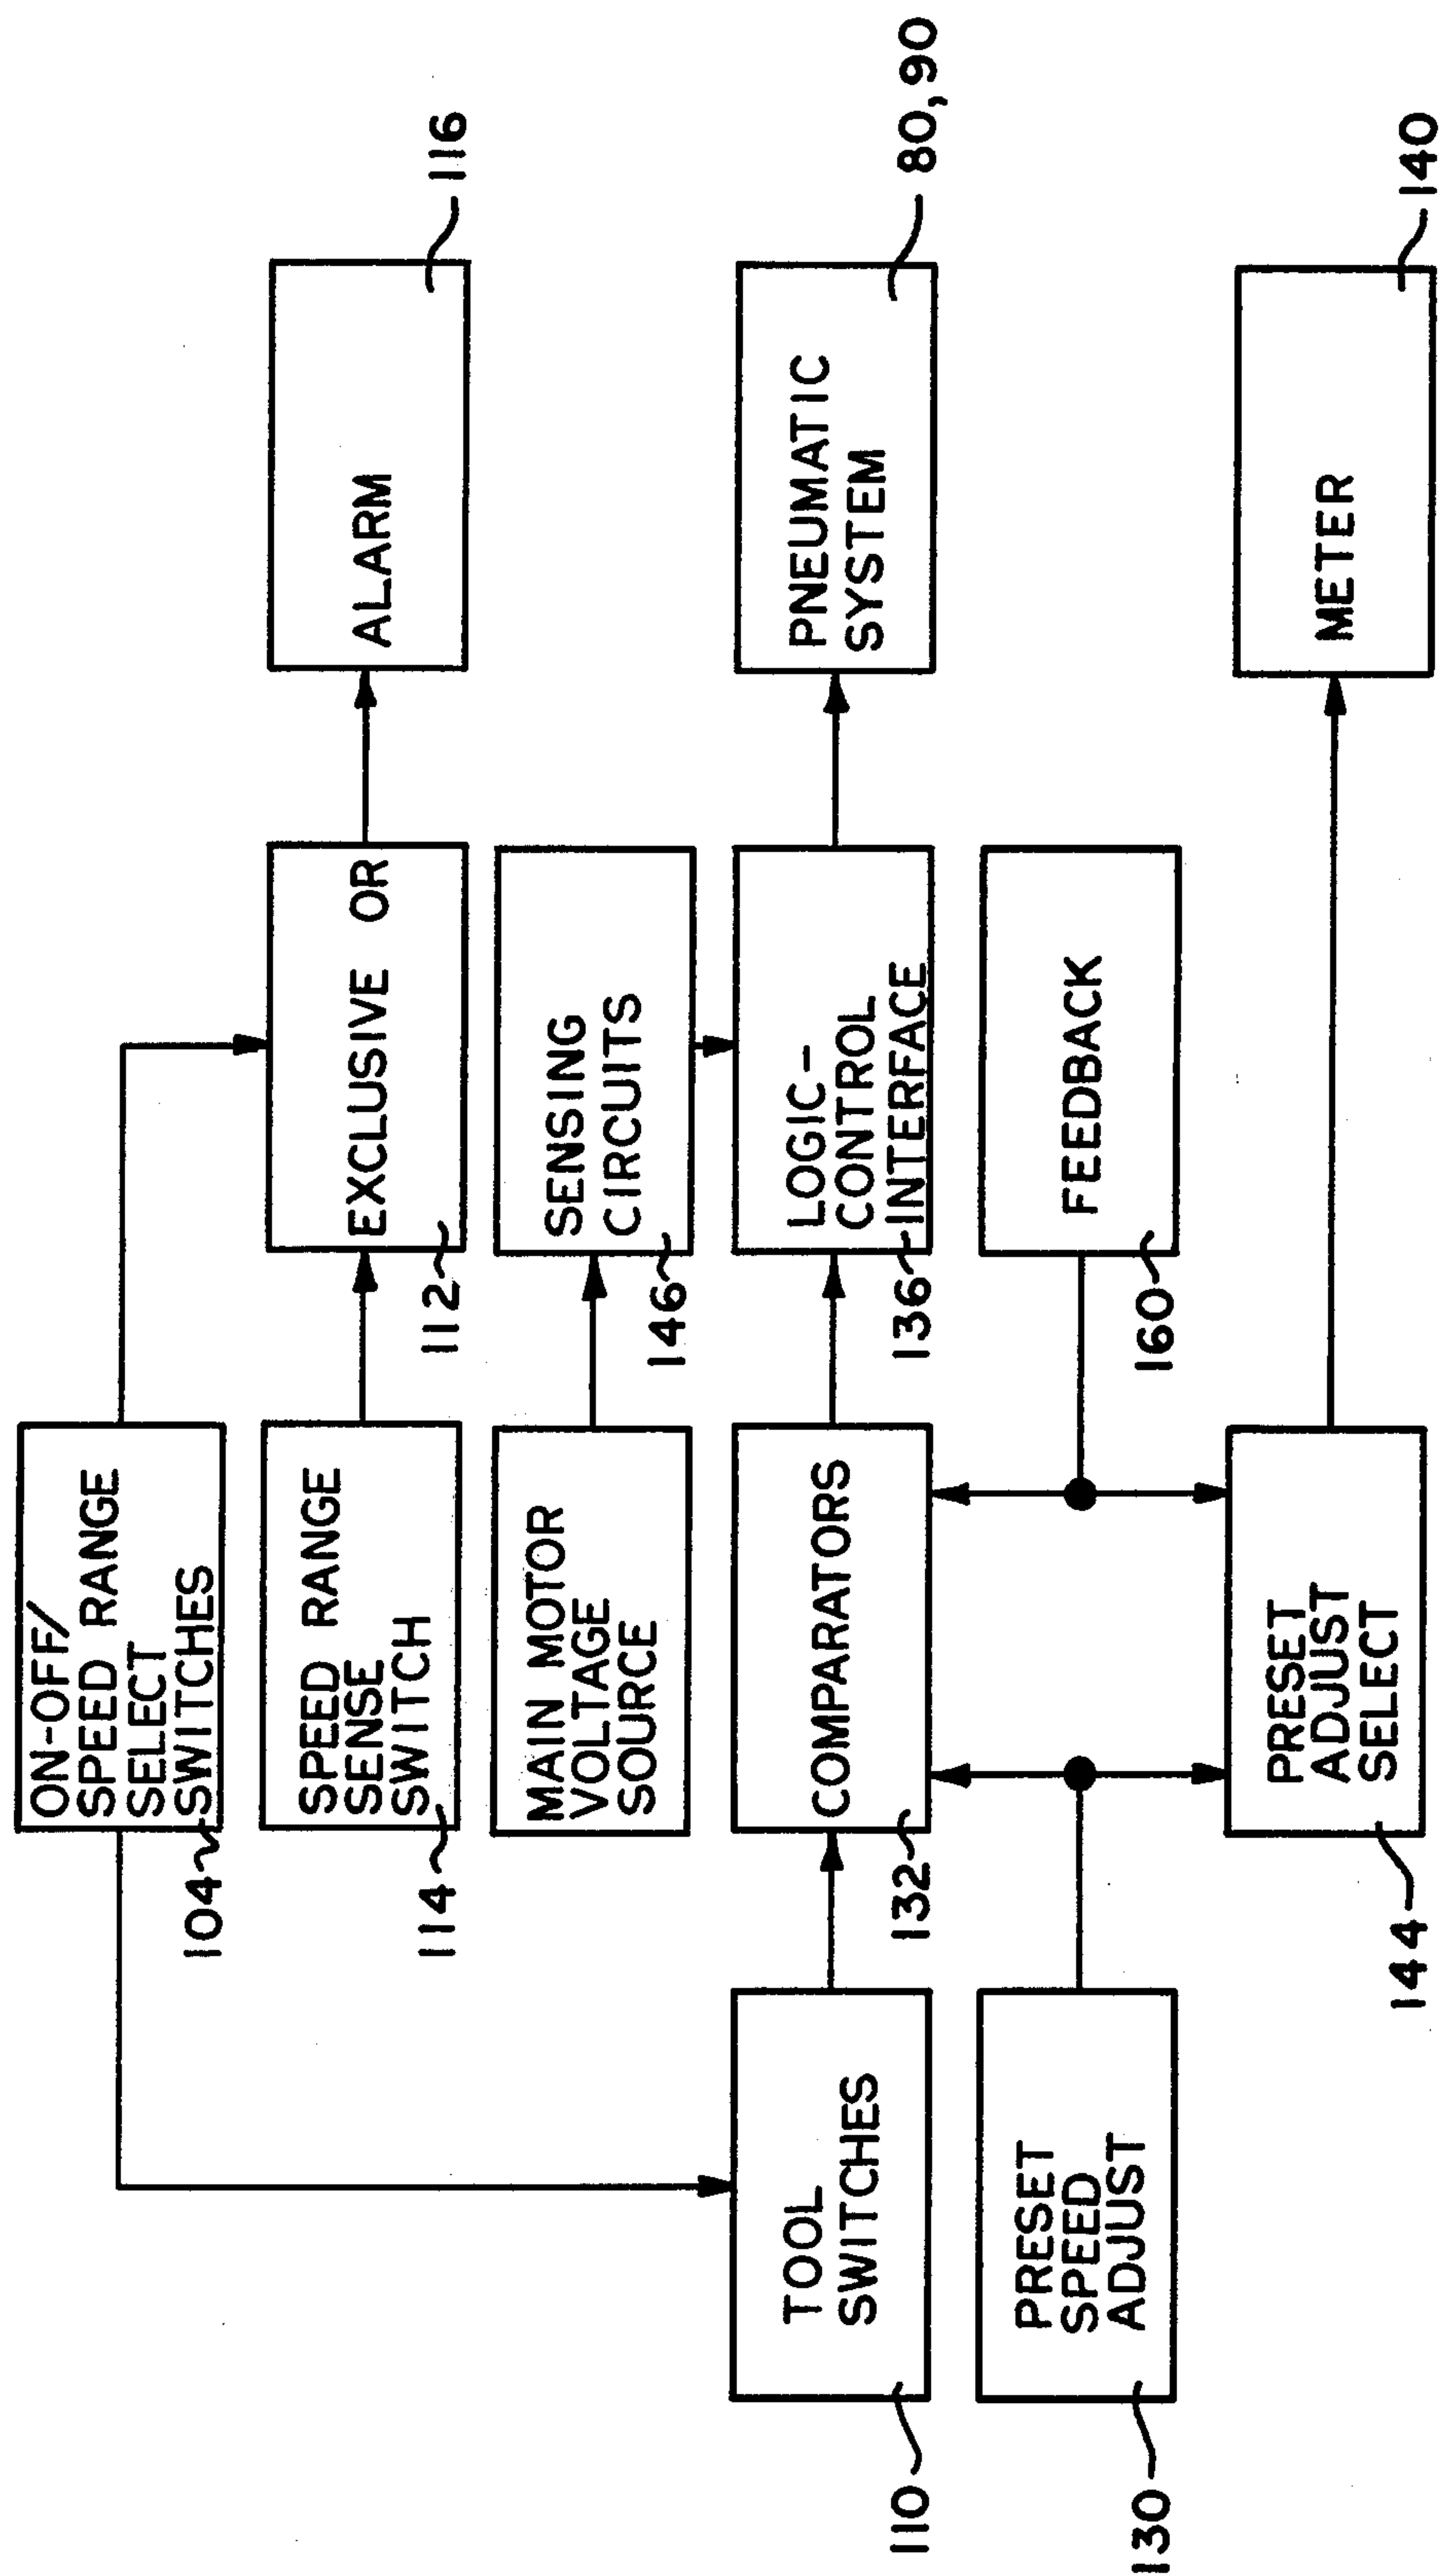 ON-OFF/
SPEED RANGE
SELECT
SWITCHES
104
SPEED RANGE
SENSE
SWITCH
114
EXCLUSIVE OR
112
ALARM
116
MAIN MOTOR
VOLTAGE
SOURCE
SENSING
CIRCUITS
146
TOOL
SWITCHES
110
COMPARATORS
132
LOGIC-
CONTROL
INTERFACE
136
PNEUMATIC
SYSTEM
80, 90
PRESET
SPEED
ADJUST
130
FEEDBACK
160
PRESET
ADJUST
SELECT
144
METER
140